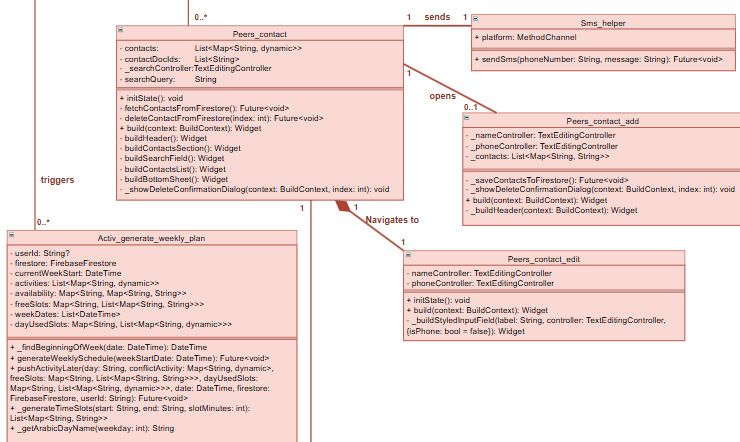 0..*
Peers_contact
- contacts: List<Map<String, dynamic>>
- contactDocIds: List<String>
- _searchController:TextEditingController
- searchQuery: String
+ initState(): void
- fetchContactsFromFirestore(): Future<void>
- deleteContactFromFirestore(index: int): Future<void>
+ build(context: BuildContext): Widget
- buildHeader(): Widget
- buildContactsSection(): Widget
- buildSearchField(): Widget
- buildContactsList(): Widget
- buildBottomSheet(): Widget
- _showDeleteConfirmationDialog(context: BuildContext, index: int): void
1 sends 1
Sms_helper
+ platform: MethodChannel
+ sendSms(phoneNumber: String, message: String): Future<void>
1
opens
0..1
Peers_contact_add
- _nameController: TextEditingController
- _phoneController: TextEditingController
- _contacts: List<Map<String, String>>
- _saveContactsToFirestore(): Future<void>
- _showDeleteConfirmationDialog(context: BuildContext, index: int): void
+ build(context: BuildContext): Widget
- _buildHeader(context: BuildContext): Widget
triggers
0..*
1
1
Navigates to
1
Activ_generate_weekly_plan
- userId: String?
- firestore: FirebaseFirestore
- currentWeekStart: DateTime
- activities: List<Map<String, dynamic>>
- availability: Map<String, Map<String, String>>
- freeSlots: Map<String, List<Map<String, String>>>
- weekDates: List<DateTime>
- dayUsedSlots: Map<String, List<Map<String, dynamic>>>
+ _findBeginningOfWeek(date: DateTime): DateTime
+ generateWeeklySchedule(weekStartDate: DateTime): Future<void>
+ pushActivityLater(day: String, conflictActivity: Map<String, dynamic>,
freeSlots: Map<String, List<Map<String, String>>>, dayUsedSlots:
Map<String, List<Map<String, dynamic>>>, date: DateTime, firestore:
FirebaseFirestore, userId: String): Future<void>
+ _generateTimeSlots(start: String, end: String, slotMinutes: int):
List<Map<String, String>>
+ _getArabicDayName(weekday: int): String
Peers_contact_edit
- nameController: TextEditingController
- phoneController: TextEditingController
+ initState(): void
+ build(context: BuildContext): Widget
- _buildStyledInputField(label: String, controller: TextEditingController,
{isPhone: bool = false}): Widget